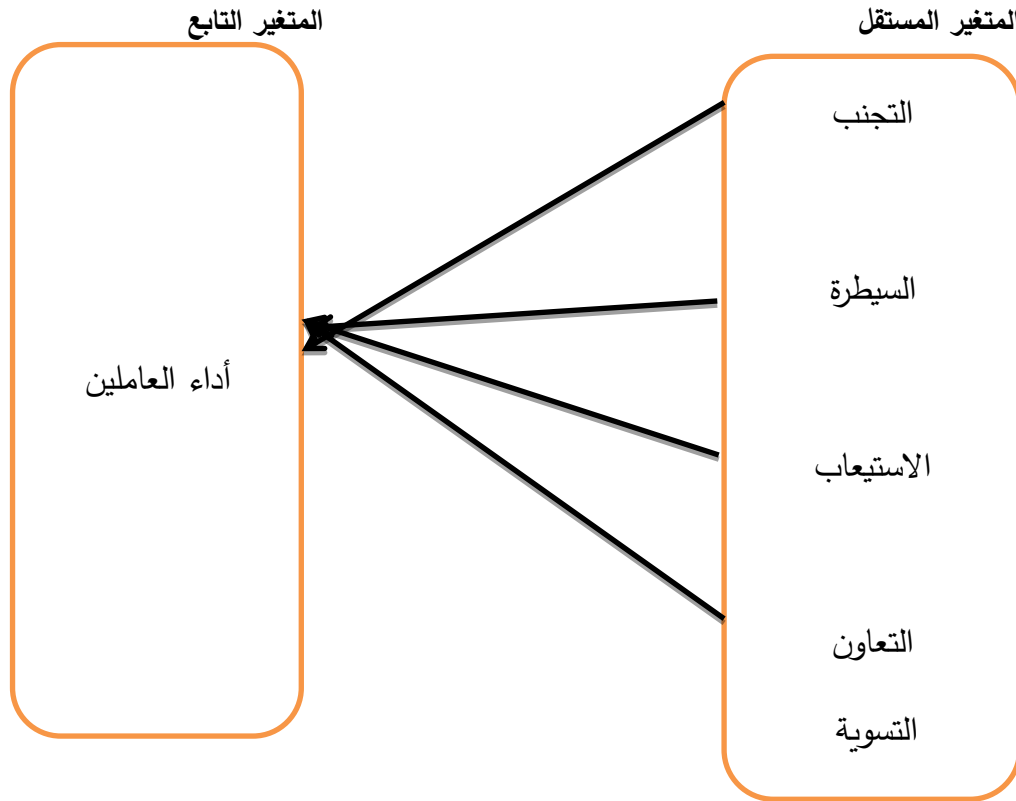 المتغير المستقل
المتغير التابع
التجنب
السيطرة
الاستيعاب
التعاون
التسوية
أداء العاملين